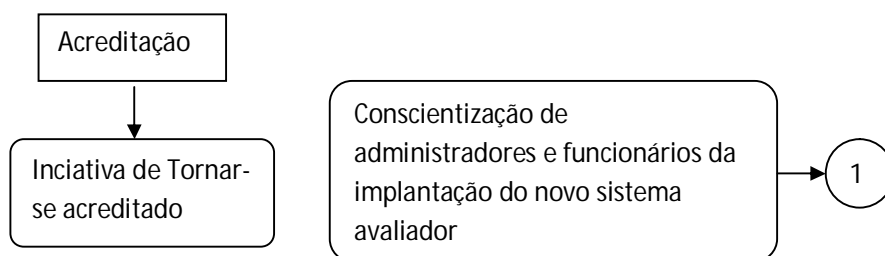 Acreditação
Inciativa de Tornar-
se acreditado
Conscientização de
administradores e funcionários da
implantação do novo sistema
avaliador
1